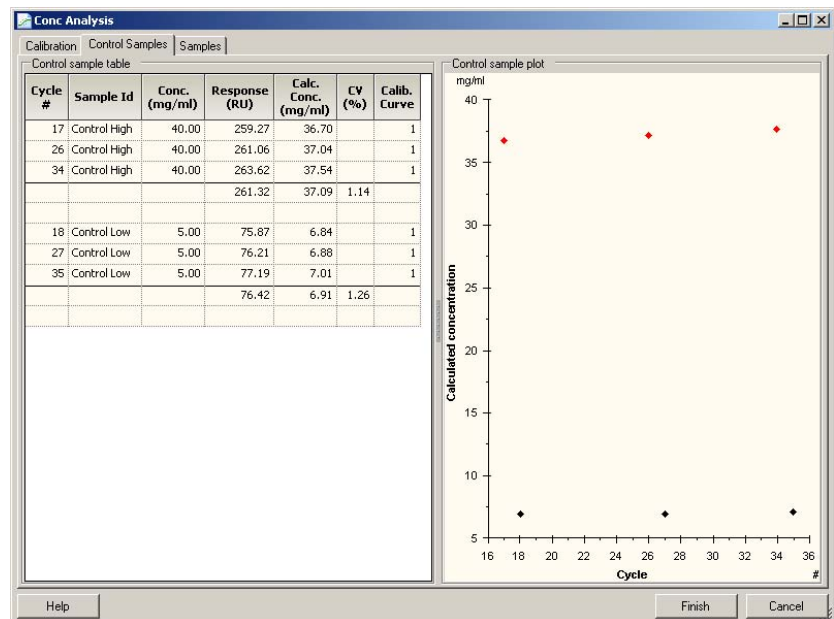 Conc Analysis
Calibration Control Samples Samples
Control sample table
Cycle # Sample Id Conc. (mg/ml) Response (RU) Calc. Conc. (mg/ml) CV (%) Calib. Curve
17 Control High 40.00 259.27 36.70 1
26 Control High 40.00 261.06 37.04 1
34 Control High 40.00 263.62 37.54 1
261.32 37.09 1.14
18 Control Low 5.00 75.87 6.84 1
27 Control Low 5.00 76.21 6.88 1
35 Control Low 5.00 77.19 7.01 1
76.42 6.91 1.26
Control sample plot
mg/ml
40
35
30
25
20
15
10
5
Calculated concentration
16 18 20 22 24 26 28 30 32 34 36
Cycle #
Help Finish Cancel